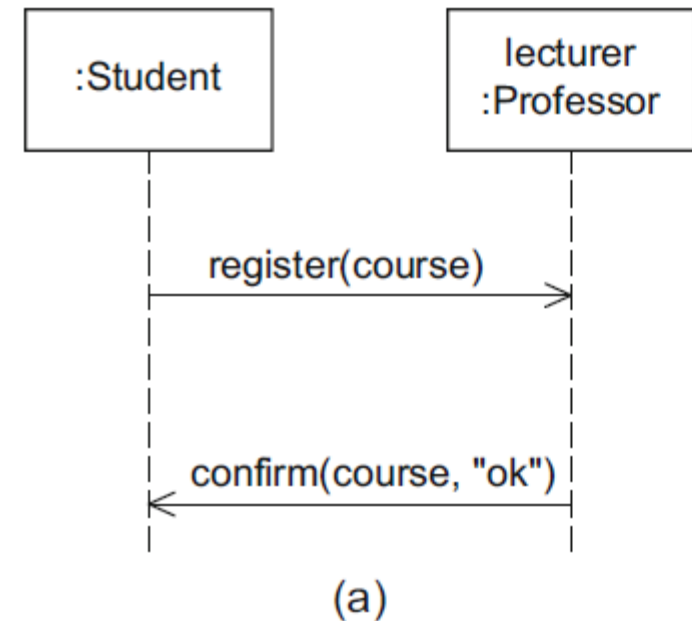 :Student
lecturer
:Professor
register(course)
confirm(course, "ok")
(a)